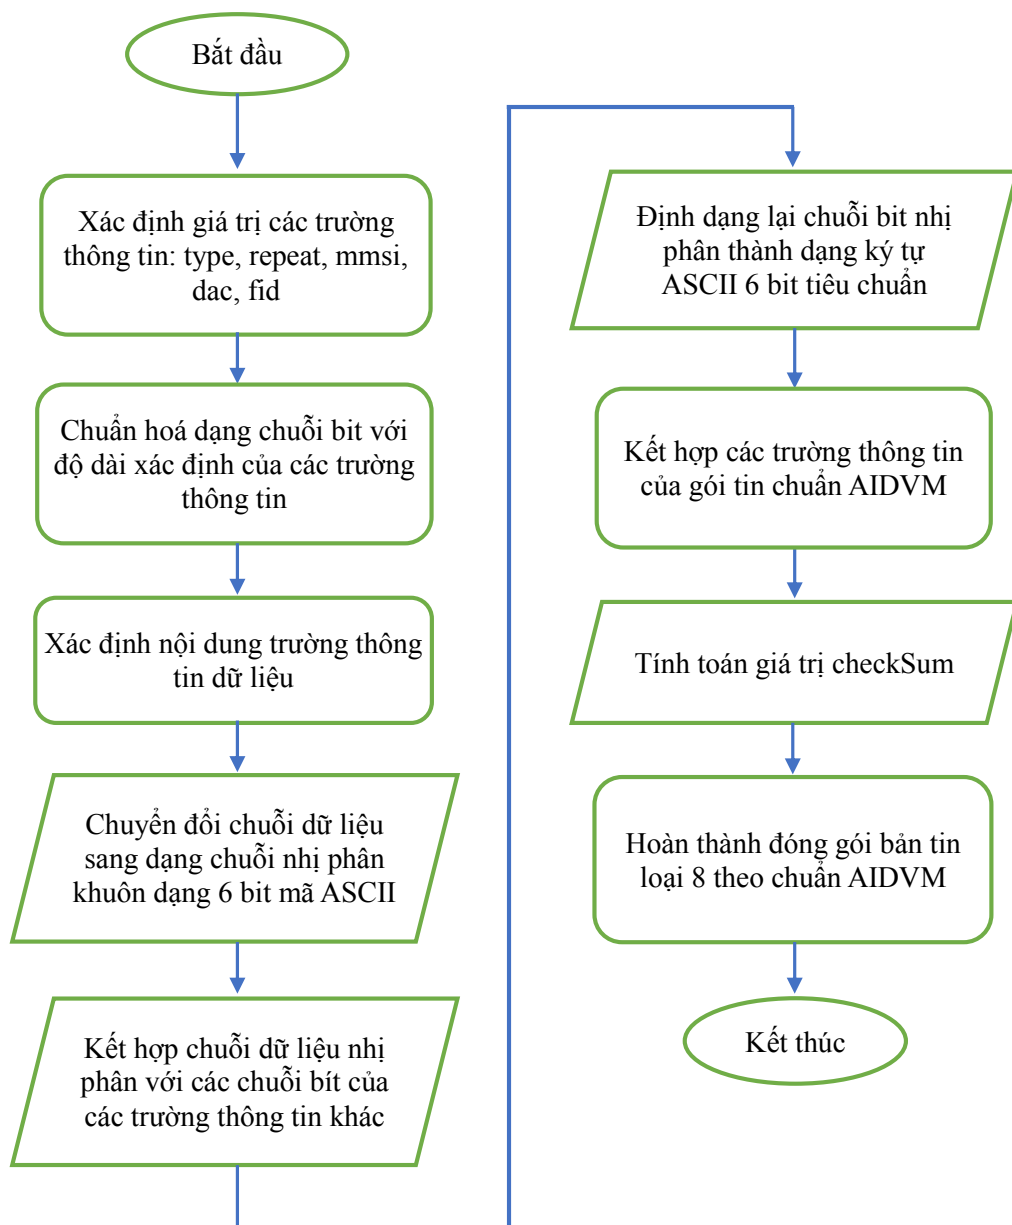 Bắt đầu
Xác định giá trị các trường
thông tin: type, repeat, mmsi,
dac, fid
Chuẩn hoá dạng chuỗi bit với
độ dài xác định của các trường
thông tin
Xác định nội dung trường thông
tin dữ liệu
Chuyển đổi chuỗi dữ liệu
sang dạng chuỗi nhị phân
khuôn dạng 6 bit mã ASCII
Kết hợp chuỗi dữ liệu nhị
phân với các chuỗi bít của
các trường thông tin khác
Định dạng lại chuỗi bit nhị
phân thành dạng ký tự
ASCII 6 bit tiêu chuẩn
Kết hợp các trường thông tin
của gói tin chuẩn AIDVM
Tính toán giá trị checkSum
Hoàn thành đóng gói bản tin
loại 8 theo chuẩn AIDVM
Kết thúc